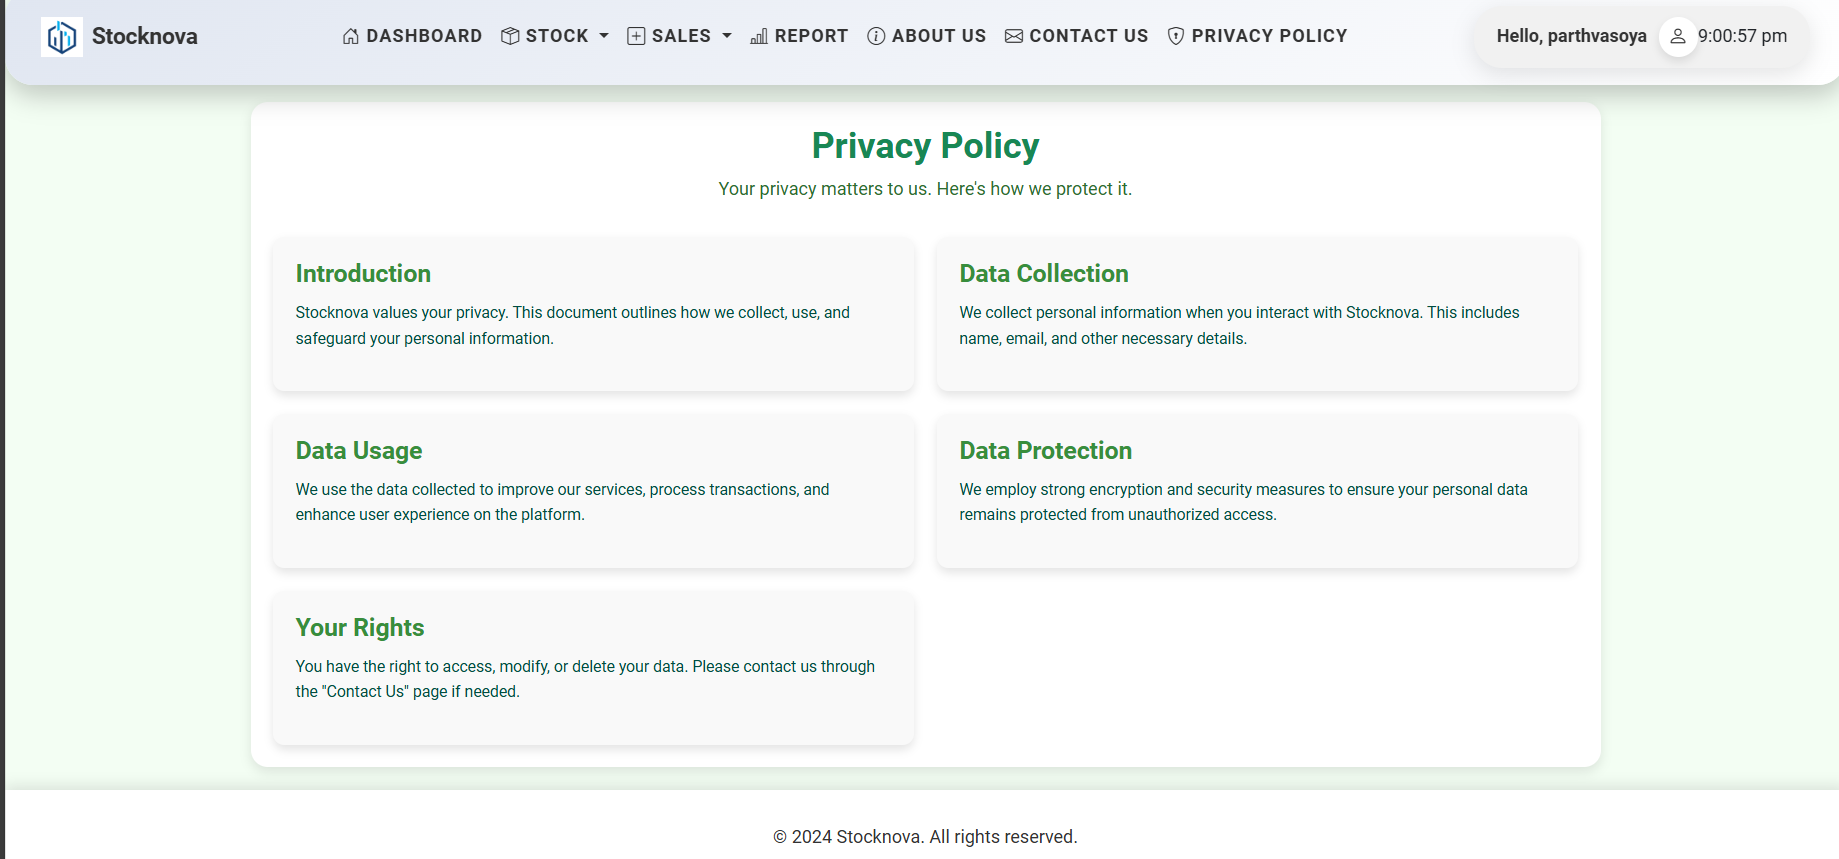 Stocknova DASHBOARD STOCK SALES REPORT ABOUT US CONTACT US PRIVACY POLICY Hello, parthvasoya 9:00:57 pm
Privacy Policy
Your privacy matters to us. Here's how we protect it.
Introduction
Stocknova values your privacy. This document outlines how we collect, use, and
safeguard your personal information.
Data Collection
We collect personal information when you interact with Stocknova. This includes
name, email, and other necessary details.
Data Usage
We use the data collected to improve our services, process transactions, and
enhance user experience on the platform.
Data Protection
We employ strong encryption and security measures to ensure your personal data
remains protected from unauthorized access.
Your Rights
You have the right to access, modify, or delete your data. Please contact us through
the "Contact Us" page if needed.
© 2024 Stocknova. All rights reserved.